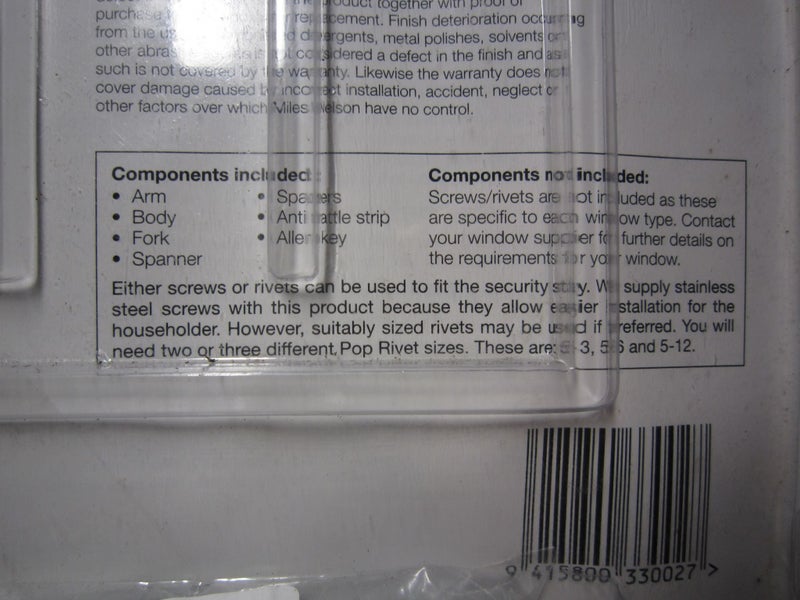 product together with proof of
purchase replacement. Finish deterioration occurring
from the detergents, metal polishes, solvents or
other is not considered a defect in the finish and as
such is not covered by the warranty. Likewise the warranty does not
cover damage caused by incorrect installation, accident, neglect or
other factors over which Miles Nelson have no control.
Components included:
• Arm
• Body
• Fork
• Spanner
• Spacers
• Anti rattle strip
• Allen key
Components not included:
Screws/rivets are not included as these
are specific to each window type. Contact
your window supplier for further details on
the requirements for your window.
Either screws or rivets can be used to fit the security stay. We supply stainless
steel screws with this product because they allow easier installation for the
householder. However, suitably sized rivets may be used if preferred. You will
need two or three different Pop Rivet sizes. These are: 5-3, 5-6 and 5-12.
9 415800 330027 >